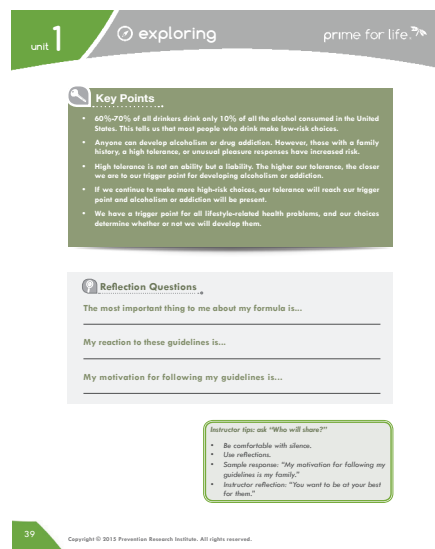 unit 1
exploring
prime for life.
Key Points
• 60%-70% of all drinkers drink only 10% of all the alcohol consumed in the United
States. This tells us that most people who drink make low-risk choices.
• Anyone can develop alcoholism or drug addiction. However, those with a family
history, a high tolerance, or unusual pleasure responses have increased risk.
• High tolerance is not an ability but a liability. The higher our tolerance, the closer
we are to our trigger point for developing alcoholism or addiction.
• If we continue to make more high-risk choices, our tolerance will reach our trigger
point and alcoholism or addiction will be present.
• We have a trigger point for all lifestyle-related health problems, and our choices
determine whether or not we will develop them.
Reflection Questions
The most important thing to me about my formula is...
My reaction to these guidelines is...
My motivation for following my guidelines is...
Instructor tips: ask "Who will share?"
• Be comfortable with silence.
• Use reflections.
• Sample response: "My motivation for following my
guidelines is my family."
• Instructor reflection: "You want to be at your best
for them."
39
Copyright © 2015 Prevention Research Institute. All rights reserved.